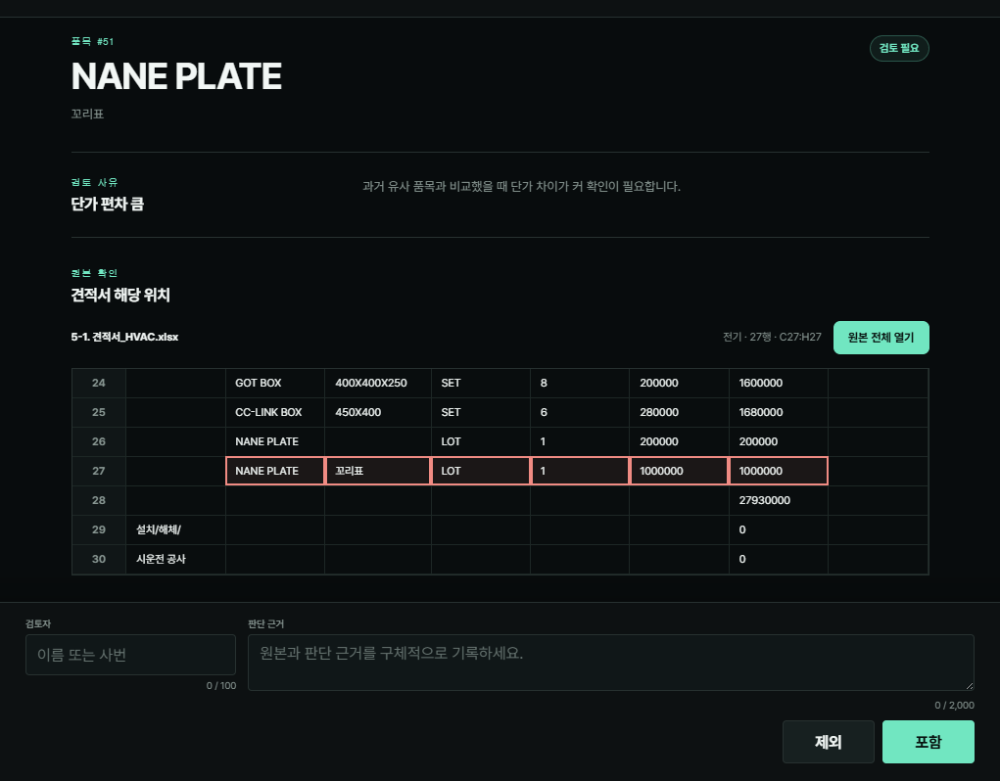 품목 #51
검토 필요
NANE PLATE
꼬리표
검토 사유
단가 편차 큼
과거 유사 품목과 비교했을 때 단가 차이가 커 확인이 필요합니다.
원본 확인
견적서 해당 위치
5-1. 견적서_HVAC.xlsx
전기 · 27행 · C27:H27
원본 전체 열기
24 GOT BOX 400X400X250 SET 8 200000 1600000
25 CC-LINK BOX 450X400 SET 6 280000 1680000
26 NANE PLATE LOT 1 200000 200000
27 NANE PLATE 꼬리표 LOT 1 1000000 1000000
28 27930000
29 설치/해체/ 0
30 시운전 공사 0
검토자
판단 근거
이름 또는 사번
원본과 판단 근거를 구체적으로 기록하세요.
0 / 100
0 / 2,000
제외
포함